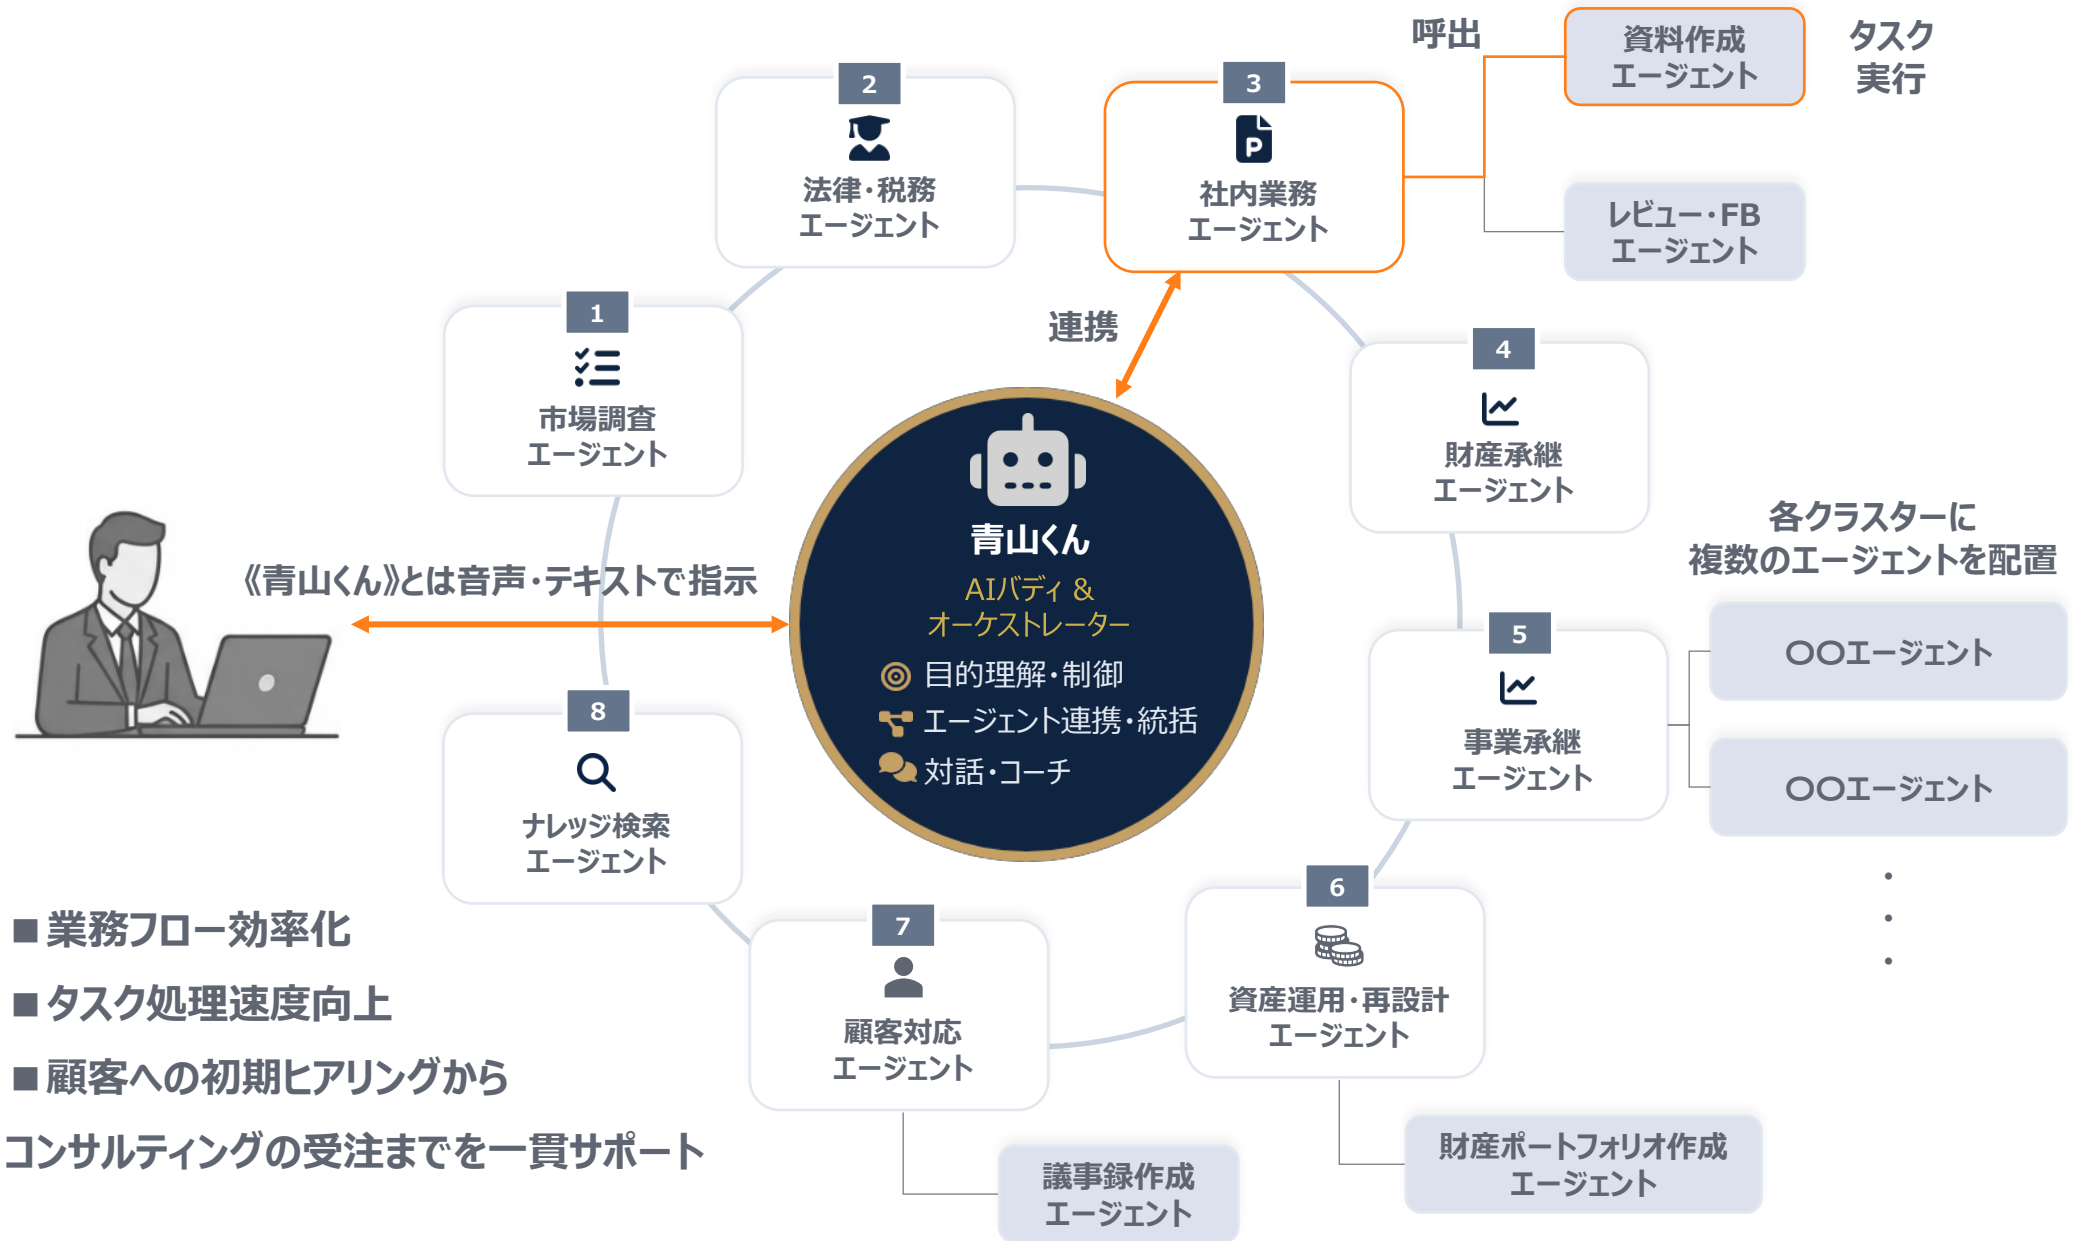 呼出
資料作成
エージェント
タスク
実行
2
法律・税務
エージェント
3
社内業務
エージェント
レビュー・FB
エージェント
1
市場調査
エージェント
連携
4
財産承継
エージェント
《青山くん》とは音声・テキストで指示
青山くん
AIバディ &
オーケストレーター
目的理解・制御
エージェント連携・統括
対話・コーチ
各クラスターに
複数のエージェントを配置
5
事業承継
エージェント
〇〇エージェント
〇〇エージェント
・
・
・
8
ナレッジ検索
エージェント
7
顧客対応
エージェント
6
資産運用・再設計
エージェント
議事録作成
エージェント
財産ポートフォリオ作成
エージェント
■業務フロー効率化
■タスク処理速度向上
■顧客への初期ヒアリングから
コンサルティングの受注までを一貫サポート